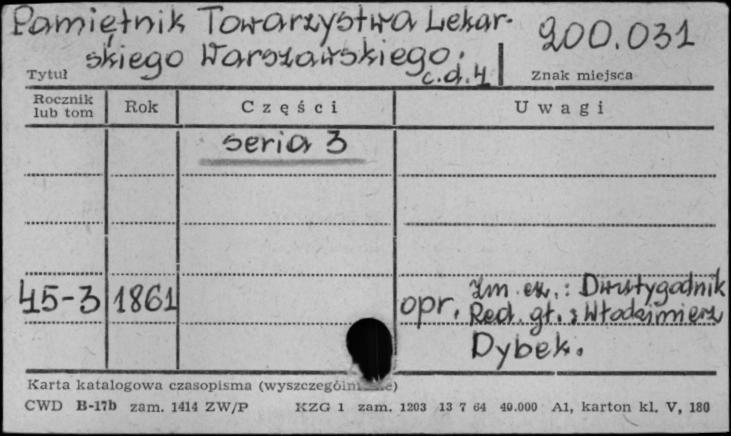 Pamiętnik Towarzystwa Lekar-
skiego Warszawskiego.
c.d.4
200.031
Tytuł
Znak miejsca
Rocznik lub tom Rok Części Uwagi
seria 3
45-3 1861 opr. Zm. cz.: Dwutygodnik
Red. gł.: Włodzimierz
Dybek.
Karta katalogowa czasopisma
CWD B-17b zam. 1414 ZW/P KZG 1 zam. 1203 13 7 64 40.000 A1, karton kl. V, 180